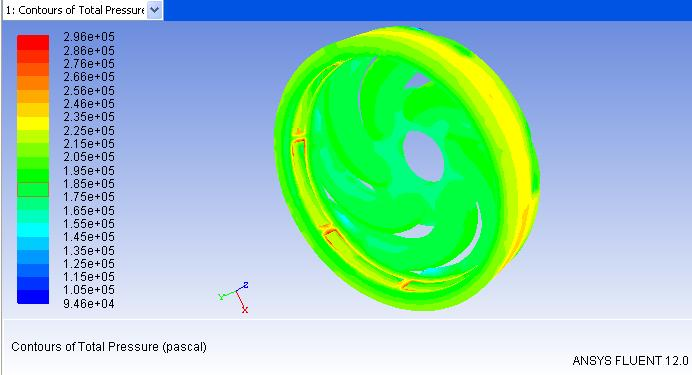 1: Contours of Total Pressure
2.96e+05
2.86e+05
2.76e+05
2.66e+05
2.56e+05
2.46e+05
2.35e+05
2.25e+05
2.15e+05
2.05e+05
1.95e+05
1.85e+05
1.75e+05
1.65e+05
1.55e+05
1.45e+05
1.35e+05
1.25e+05
1.15e+05
1.05e+05
9.46e+04
Z
Y
X
Contours of Total Pressure (pascal)
ANSYS FLUENT 12.0